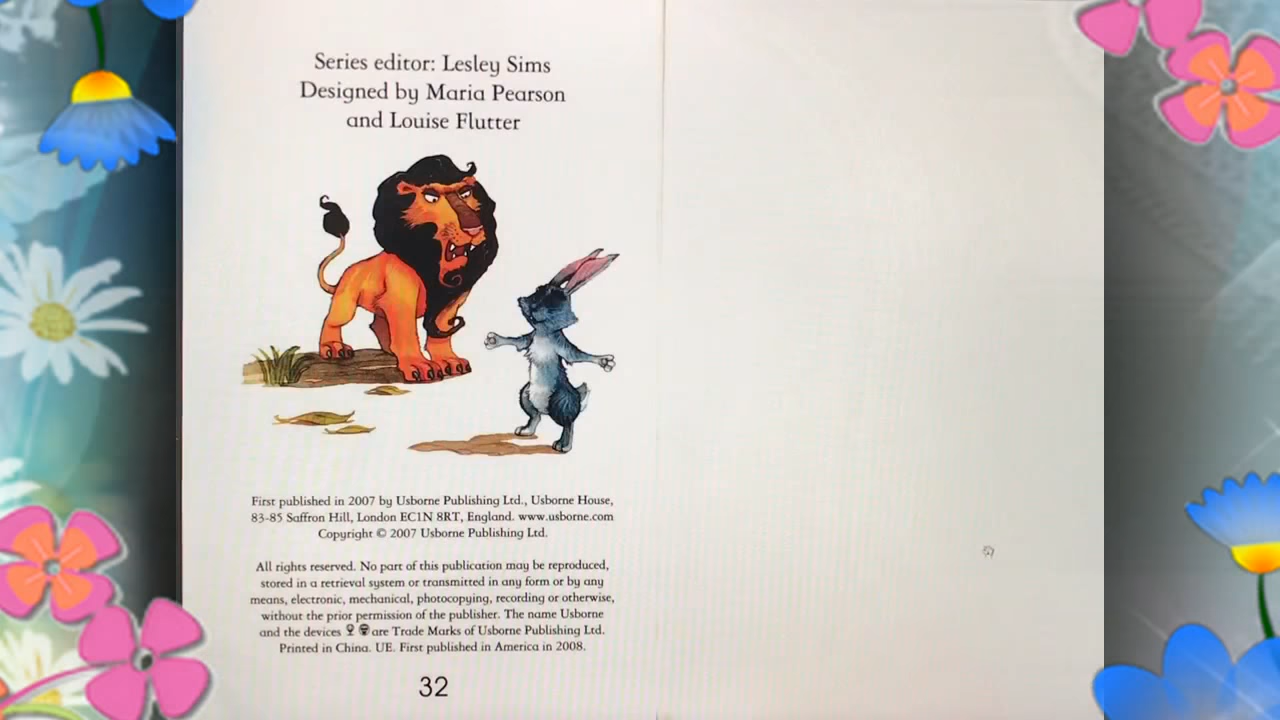 Series editor: Lesley Sims
Designed by Maria Pearson
and Louise Flutter
First published in 2007 by Usborne Publishing Ltd., Usborne House,
83-85 Saffron Hill, London EC1N 8RT, England. www.usborne.com
Copyright © 2007 Usborne Publishing Ltd.
All rights reserved. No part of this publication may be reproduced,
stored in a retrieval system or transmitted in any form or by any
means, electronic, mechanical, photocopying, recording or otherwise,
without the prior permission of the publisher. The name Usborne
and the devices are Trade Marks of Usborne Publishing Ltd.
Printed in China. UE. First published in America in 2008.
32